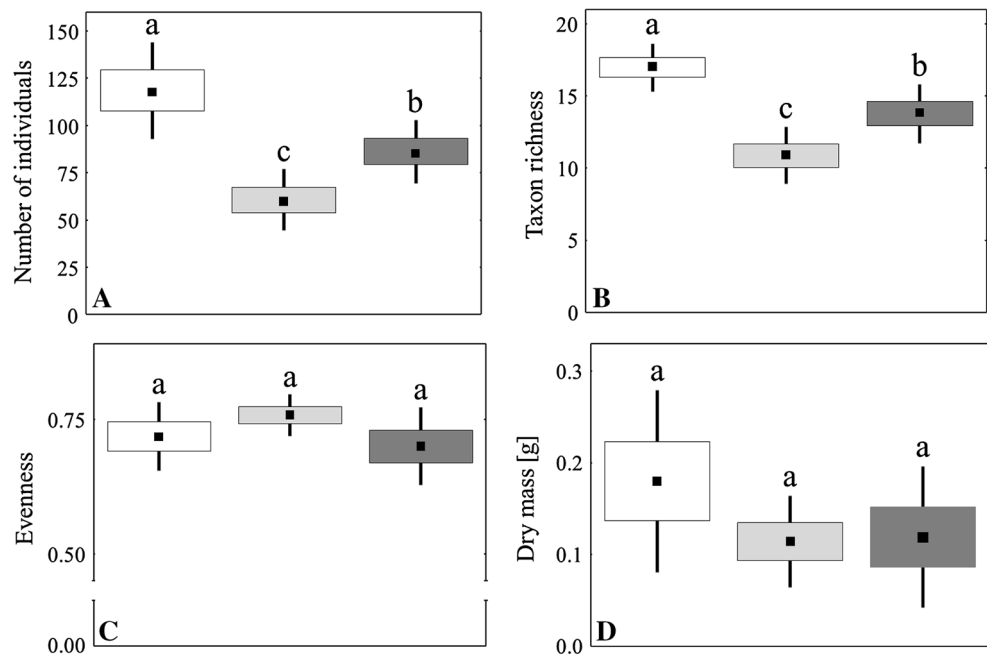 Number of individuals
150
125
100
75
50
25
0
a
c
b
A
Taxon richness
20
15
10
5
0
a
c
b
B
Evenness
0.75
0.50
0.00
a
a
a
C
Dry mass [g]
0.3
0.2
0.1
0.0
a
a
a
D